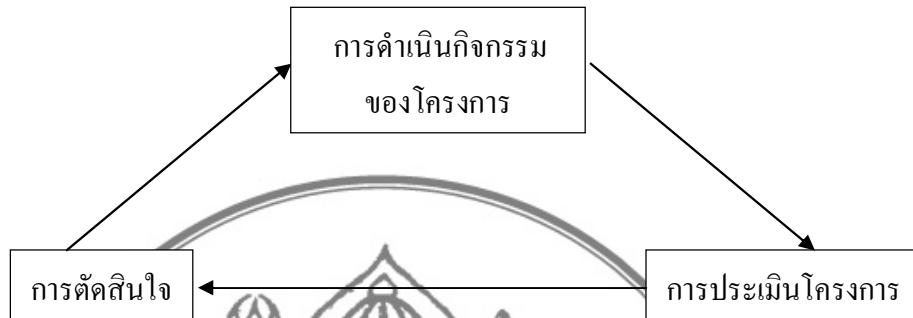 การดำเนินกิจกรรม
ของโครงการ
การตัดสินใจ
การประเมินโครงการ